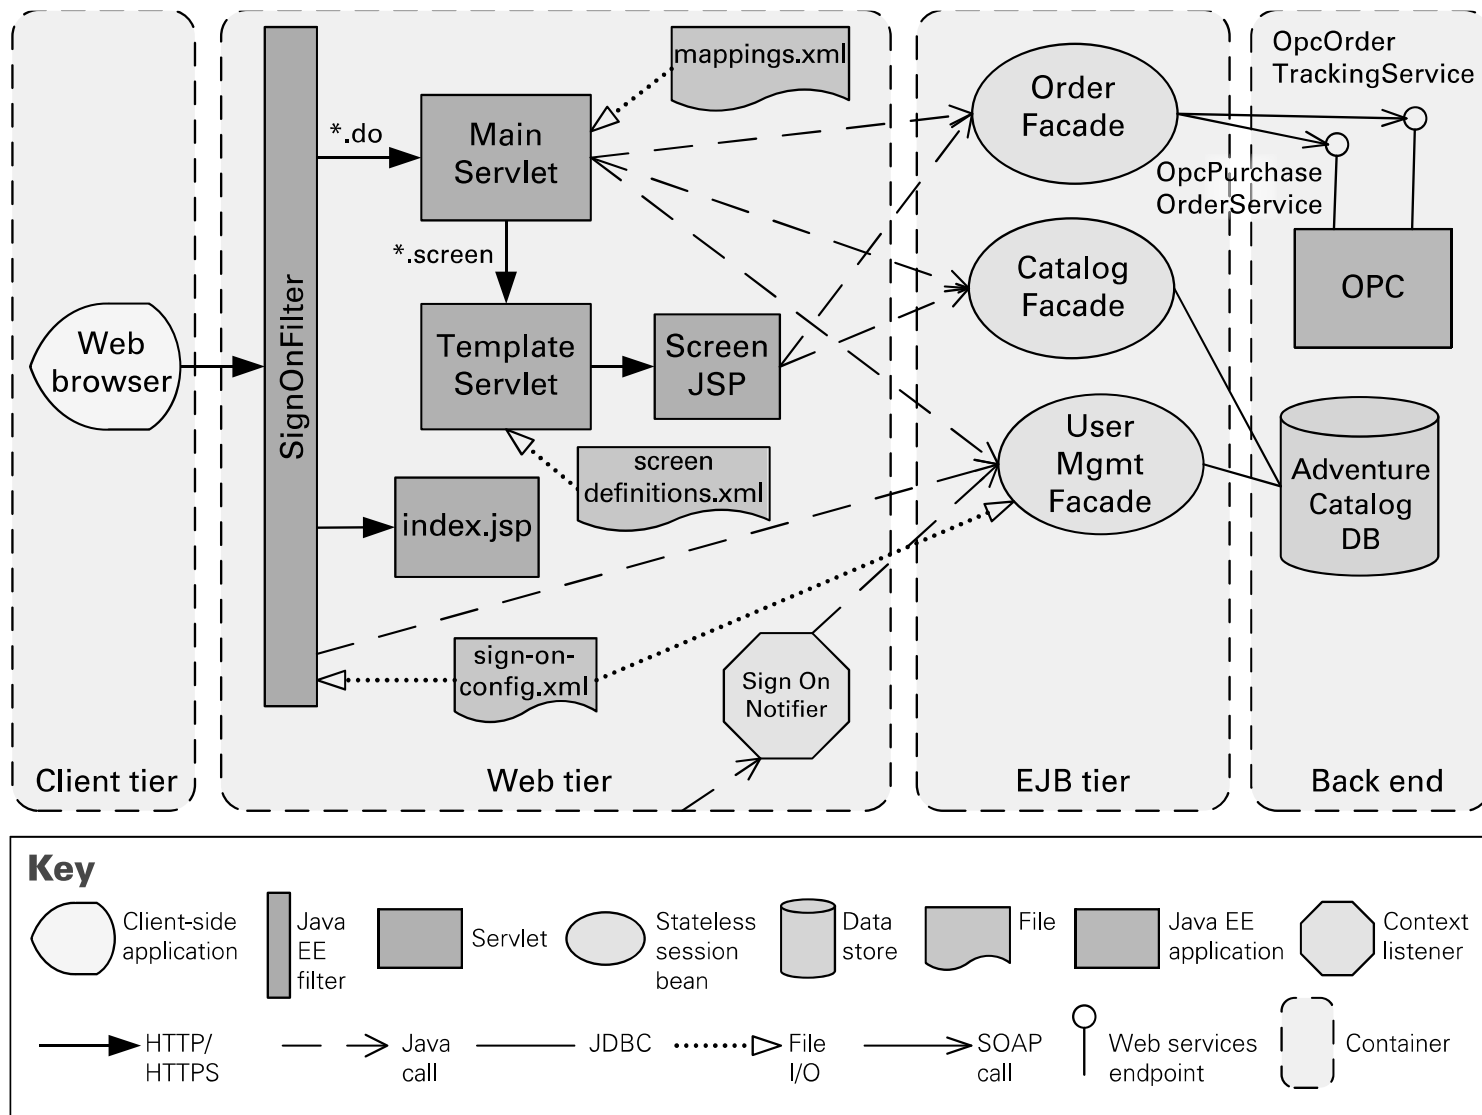 OpcOrder
TrackingService
mappings.xml
Order
Facade
*.do
Main
Servlet
OpcPurchase
OrderService
*.screen
Catalog
Facade
OPC
Web
browser
SignOnFilter
Template
Servlet
Screen
JSP
User
Mgmt
Facade
screen
definitions.xml
Adventure
Catalog
DB
index.jsp
sign-on-
config.xml
Sign On
Notifier
Client tier
Web tier
EJB tier
Back end
Key
Client-side
application
Java
EE
filter
Servlet
Stateless
session
bean
Data
store
File
Java EE
application
Context
listener
HTTP/
HTTPS
Java
call
JDBC
File
I/O
SOAP
call
Web services
endpoint
Container